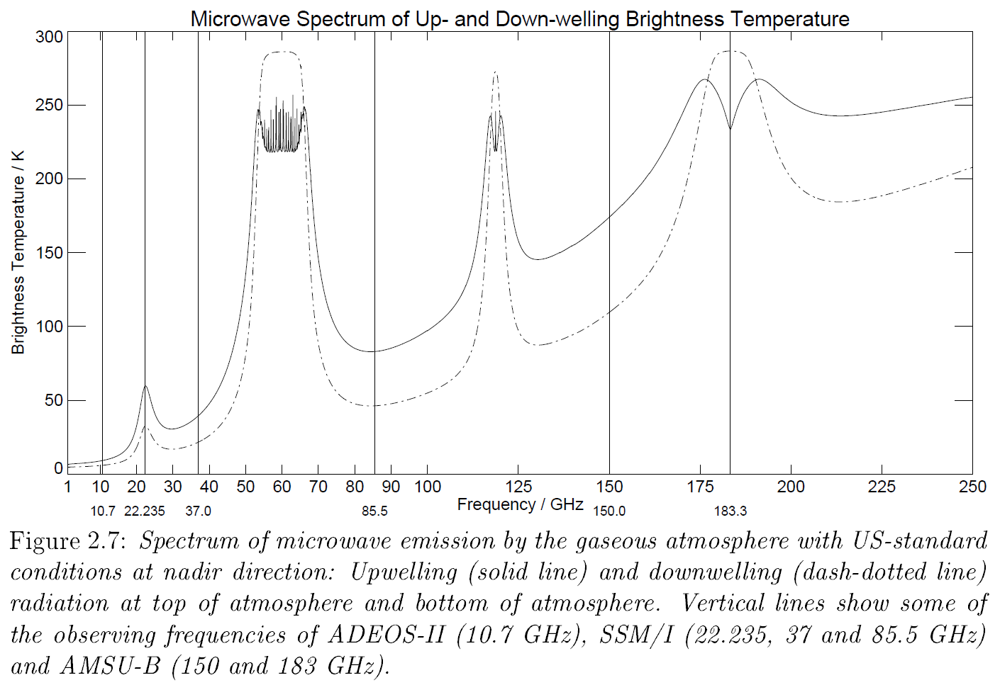 Microwave Spectrum of Up- and Down-welling Brightness Temperature
Brightness Temperature / K
300
250
200
150
100
50
0
1 10 20 30 40 50 60 70 80 90 100 125 150 175 200 225 250
Frequency / GHz
10.7 22.235 37.0 85.5 150.0 183.3
Figure 2.7: Spectrum of microwave emission by the gaseous atmosphere with US-standard
conditions at nadir direction: Upwelling (solid line) and downwelling (dash-dotted line)
radiation at top of atmosphere and bottom of atmosphere. Vertical lines show some of
the observing frequencies of ADEOS-II (10.7 GHz), SSM/I (22.235, 37 and 85.5 GHz)
and AMSU-B (150 and 183 GHz).